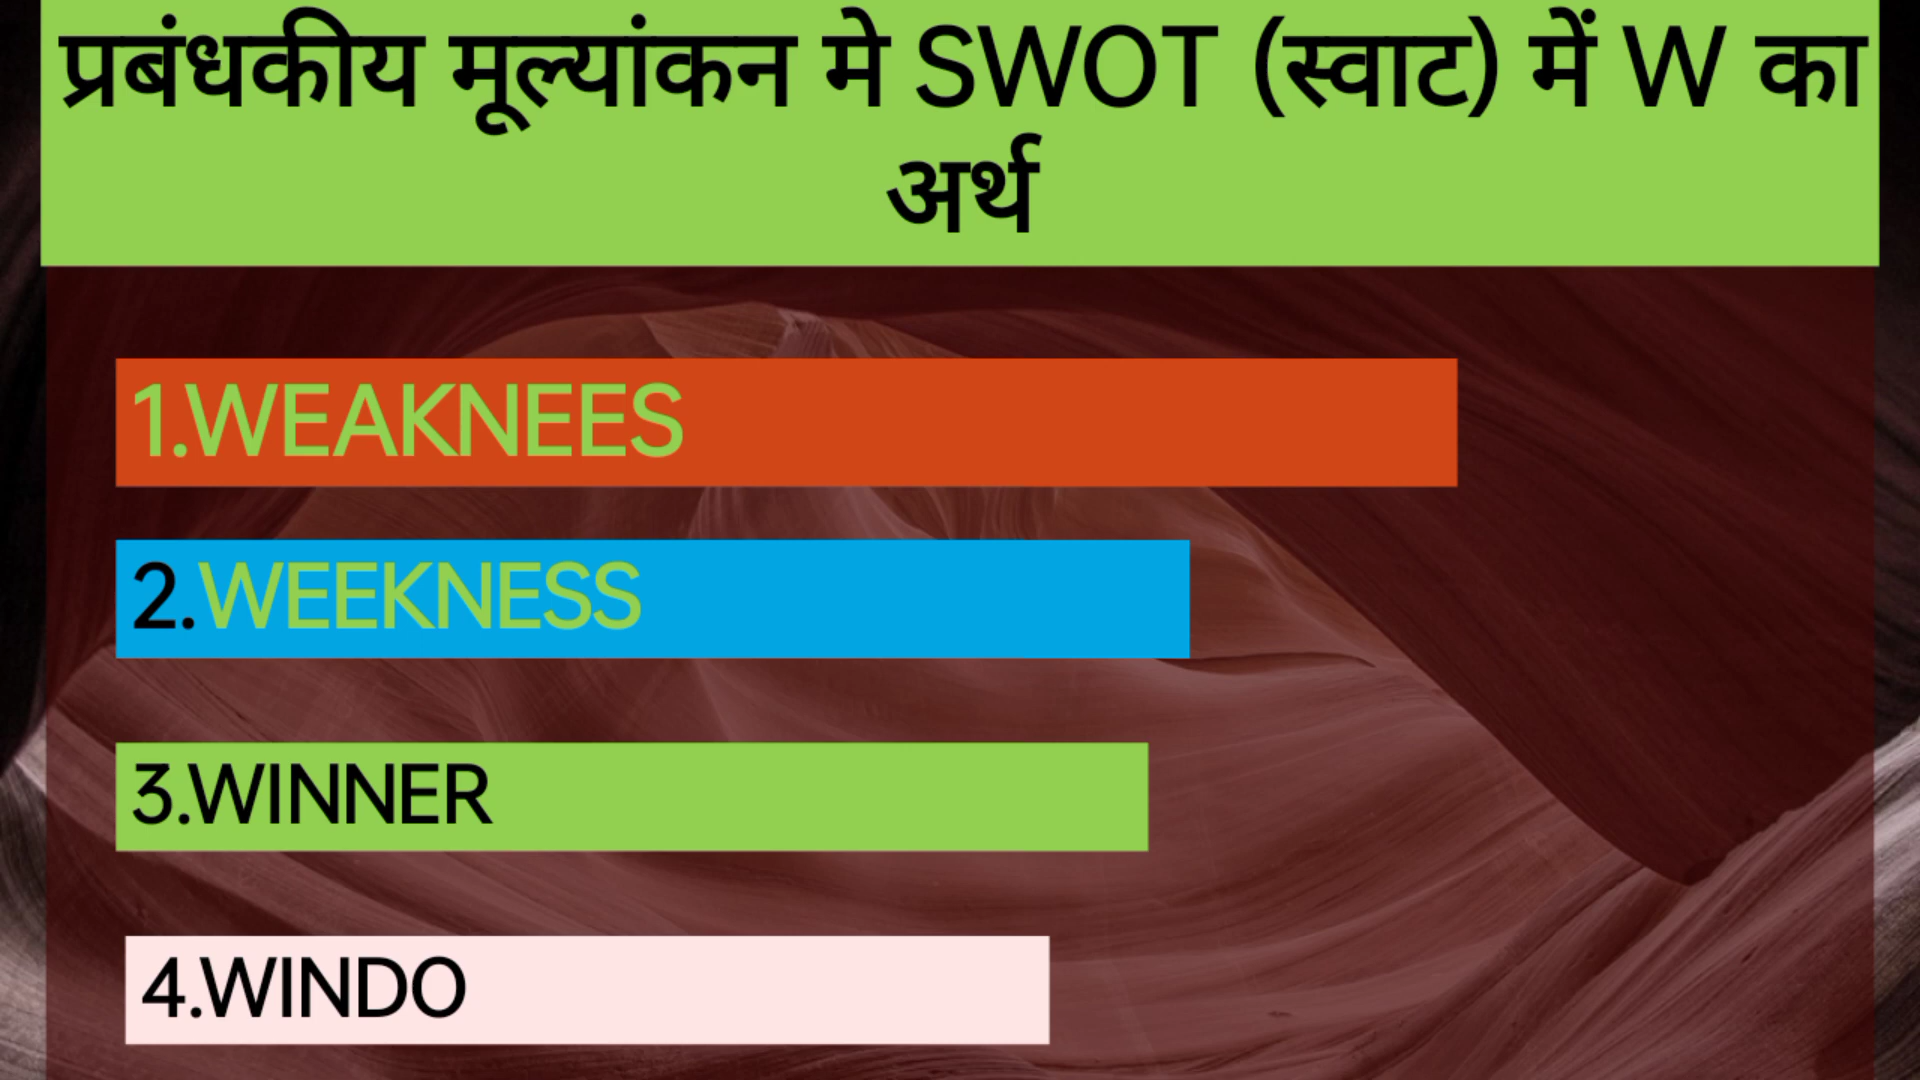 प्रबंधकीय मूल्यांकन मे SWOT (स्वाट) में W का
अर्थ
1.WEAKNEES
2.WEEKNESS
3.WINNER
4.WINDO